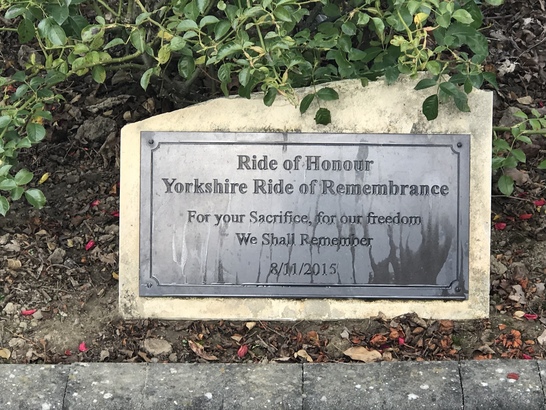 Ride of Honour
Yorkshire Ride of Remembrance
For your Sacrifice, for our freedom
We Shall Remember
8/11/2015